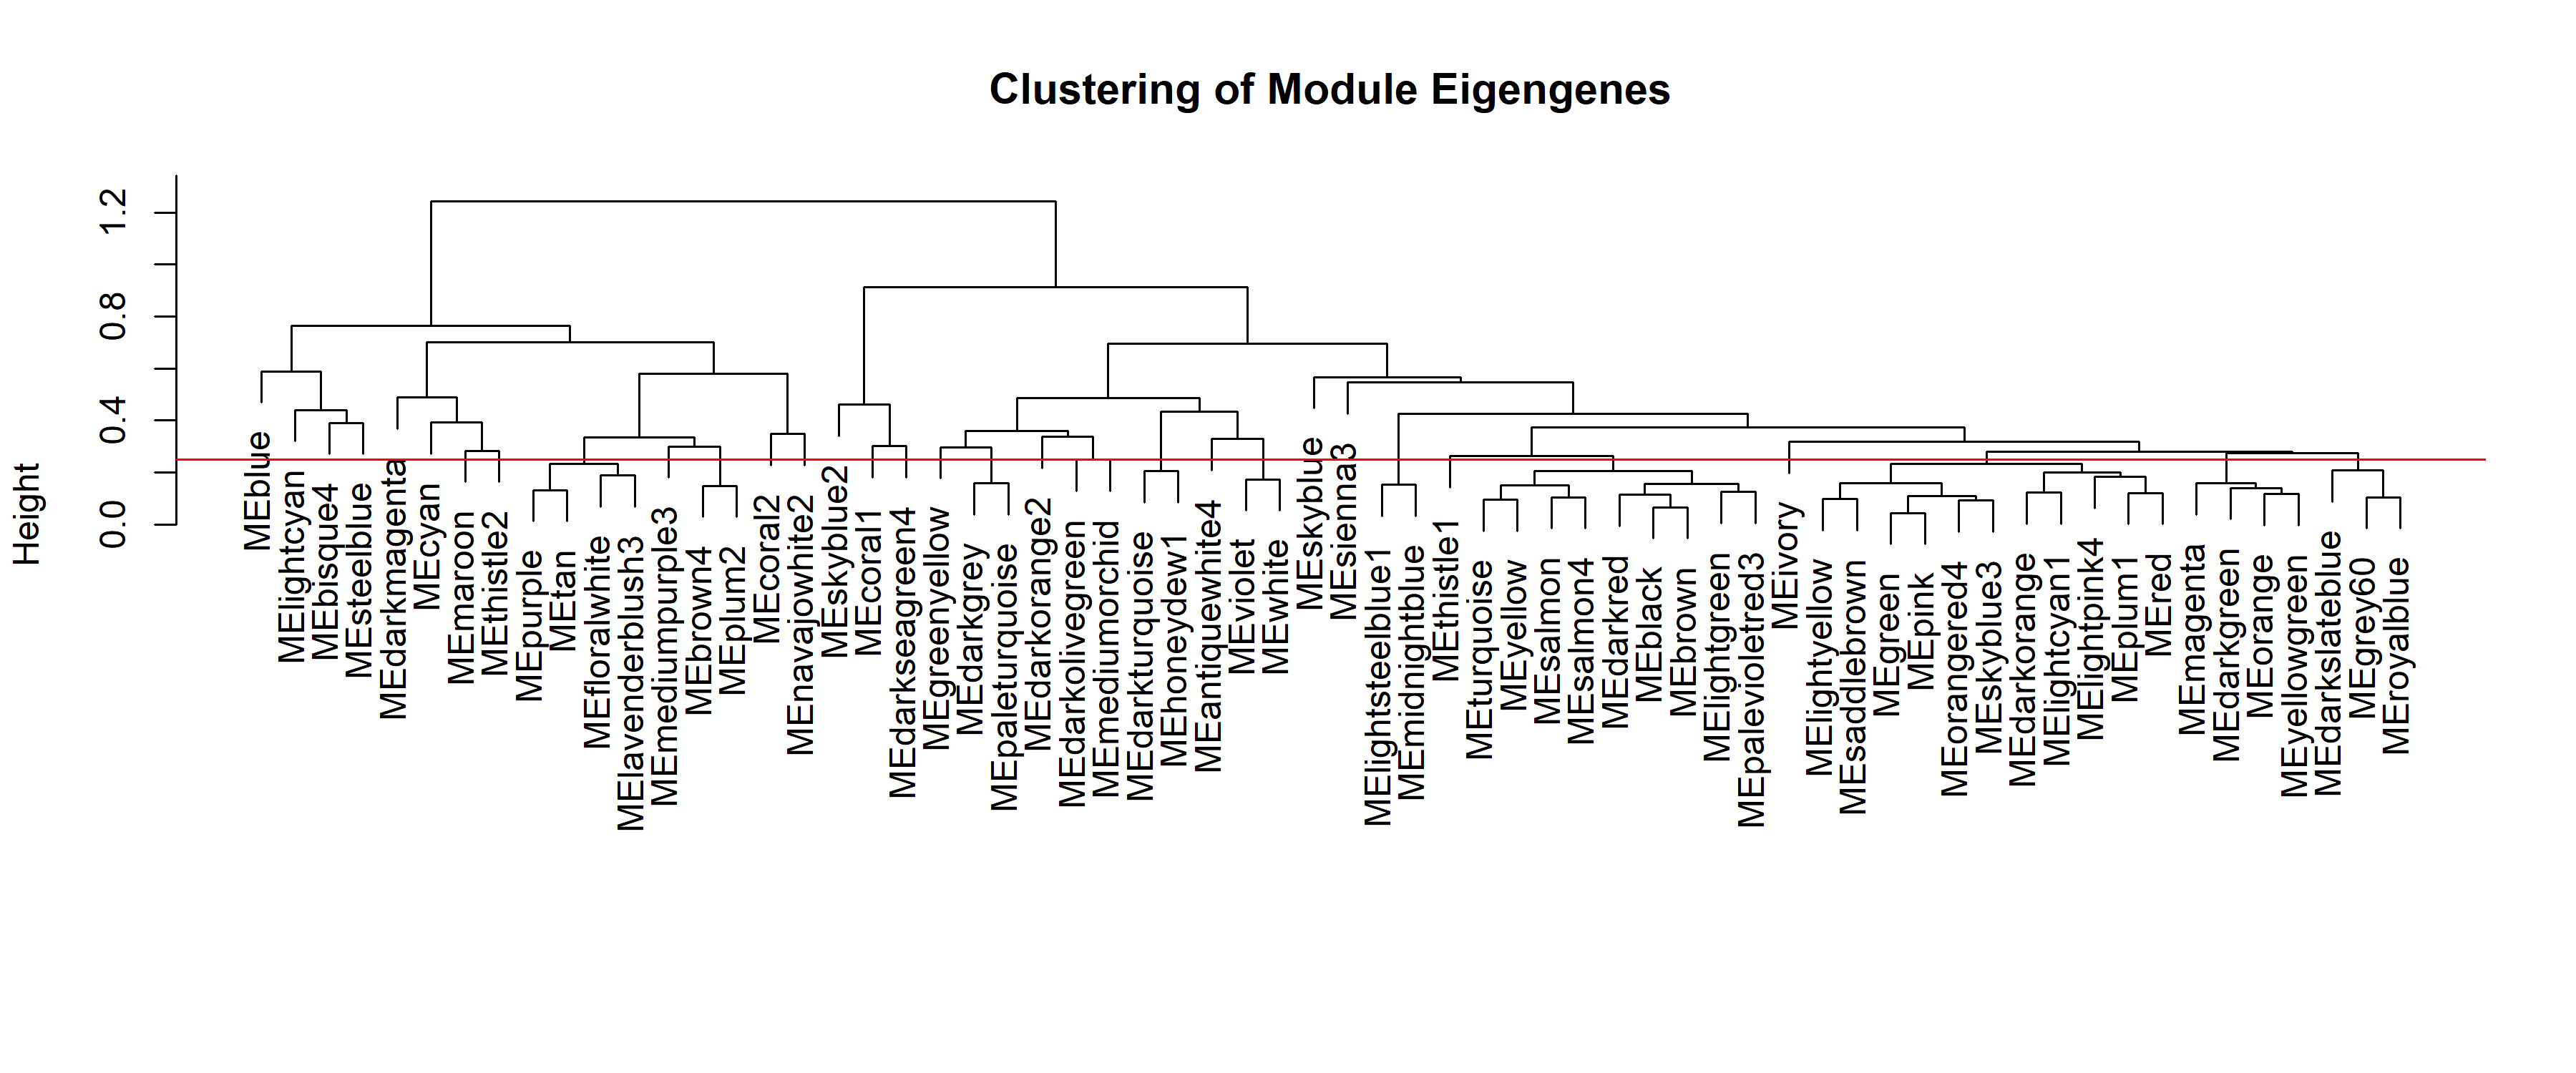 Clustering of Module Eigengenes
Height
0.0
0.4
0.8
1.2
MEblue
MElightcyan
MEbisque4
MEsteelblue
MEdarkmagenta
MEcyan
MEmaroon
MEthistle2
MEpurple
MEtan
MEfloralwhite
MElavenderblush3
MEmediumpurple3
MEbrown4
MEplum2
MEcoral2
MEnavajowhite2
MEskyblue2
MEcoral1
MEdarkseagreen4
MEgreenyellow
MEdarkgrey
MEpaleturquoise
MEdarkorange2
MEdarkolivegreen
MEmediumorchid
MEdarkturquoise
MEhoneydew1
MEantiquewhite4
MEviolet
MEwhite
MEskyblue
MEsienna3
MElightsteelblue1
MEmidnightblue
MEthistle1
MEturquoise
MEyellow
MEsalmon
MEsalmon4
MEdarkred
MEblack
MEbrown
MElightgreen
MEpalevioletred3
MEivory
MElightyellow
MEsaddlebrown
MEgreen
MEpink
MEorangered4
MEskyblue3
MEdarkorange
MElightcyan1
MElightpink4
MEplum1
MEred
MEmagenta
MEdarkgreen
MEorange
MEyellowgreen
MEdarkslateblue
MEgrey60
MEroyalblue